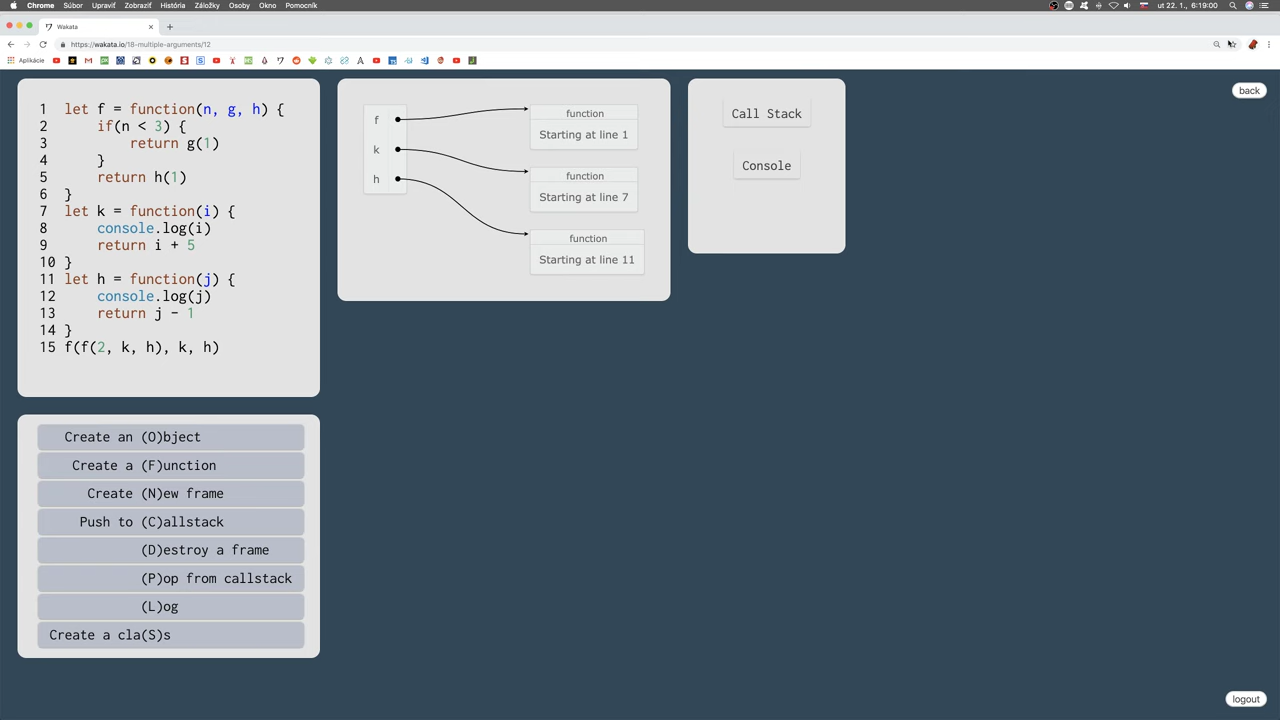 Chrome Súbor Upraviť Zobraziť História Záložky Osoby Okno Pomocník
ut 22. 1., 6:19:00
Wakata
https://wakata.io/18-multiple-arguments/12
Aplikácie
1 let f = function(n, g, h) {
2 if(n < 3) {
3 return g(1)
4 }
5 return h(1)
6 }
7 let k = function(i) {
8 console.log(i)
9 return i + 5
10 }
11 let h = function(j) {
12 console.log(j)
13 return j - 1
14 }
15 f(f(2, k, h), k, h)
f
k
h
function
Starting at line 1
function
Starting at line 7
function
Starting at line 11
Call Stack
Console
back
Create an (O)bject
Create a (F)unction
Create (N)ew frame
Push to (C)allstack
(D)estroy a frame
(P)op from callstack
(L)og
Create a cla(S)s
logout